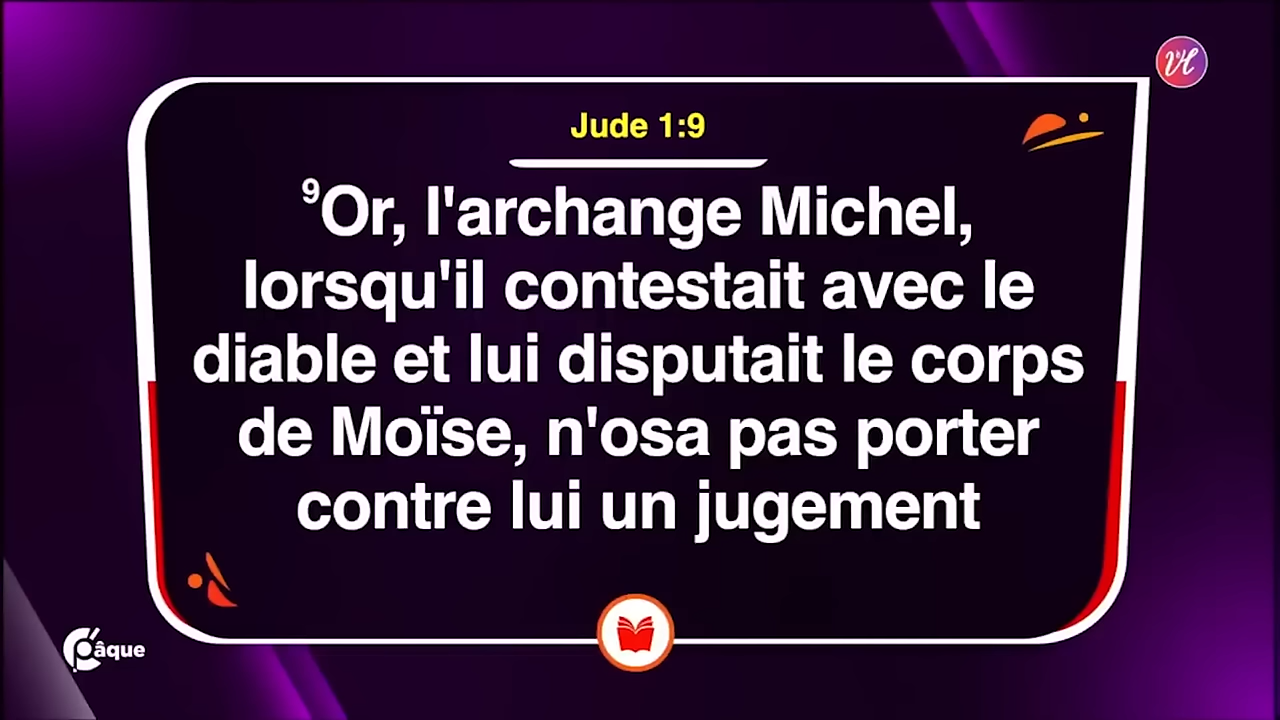 Jude 1:9
⁹Or, l'archange Michel,
lorsqu'il contestait avec le
diable et lui disputait le corps
de Moïse, n'osa pas porter
contre lui un jugement
Pâque